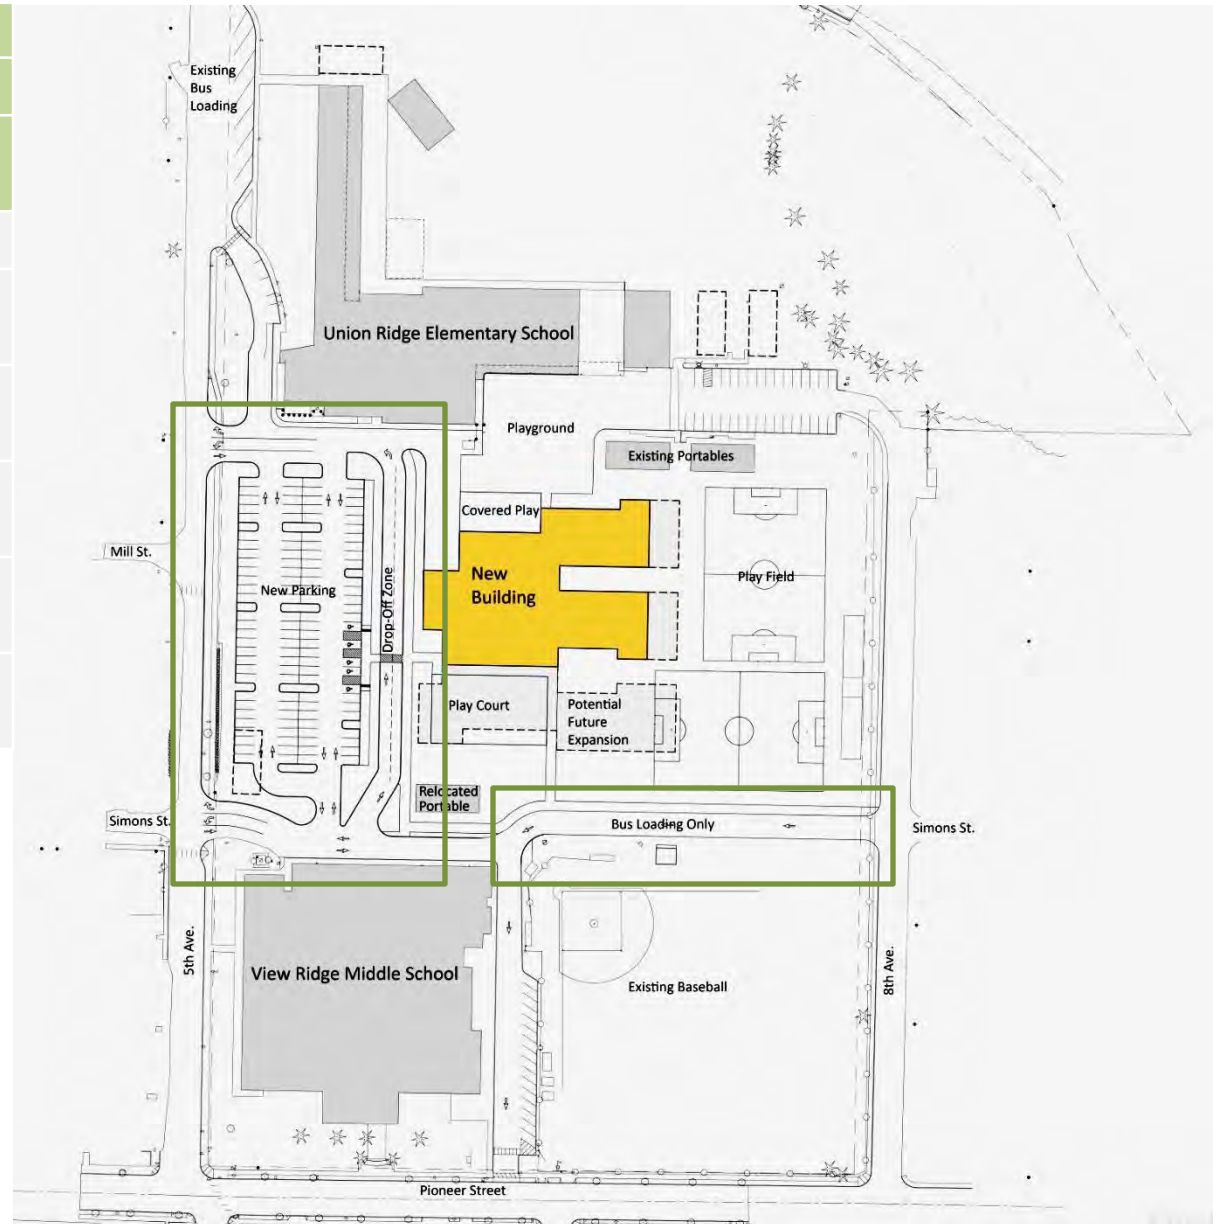 Existing
Bus
Loading
Union Ridge Elementary School
Playground
Existing Portables
Covered Play
Mill St.
New
Building
Play Field
New Parking
Drop-Off Zone
Play Court
Potential
Future
Expansion
Relocated
Portable
Simons St.
Bus Loading Only
Simons St.
5th Ave.
View Ridge Middle School
Existing Baseball
8th Ave.
Pioneer Street